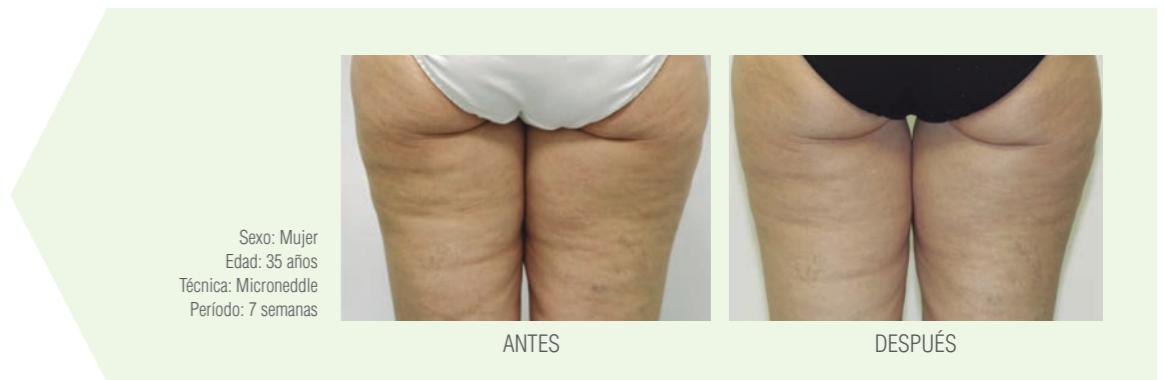 Sexo: Mujer
Edad: 35 años
Técnica: Microneddle
Período: 7 semanas
ANTES
DESPUÉS